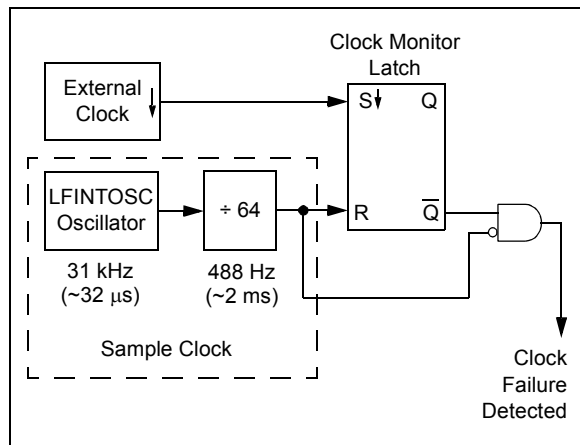 Clock Monitor
Latch
External
Clock
S
Q
LFINTOSC
Oscillator
÷ 64
R
Q̅
31 kHz
(~32 μs)
488 Hz
(~2 ms)
Sample Clock
Clock
Failure
Detected